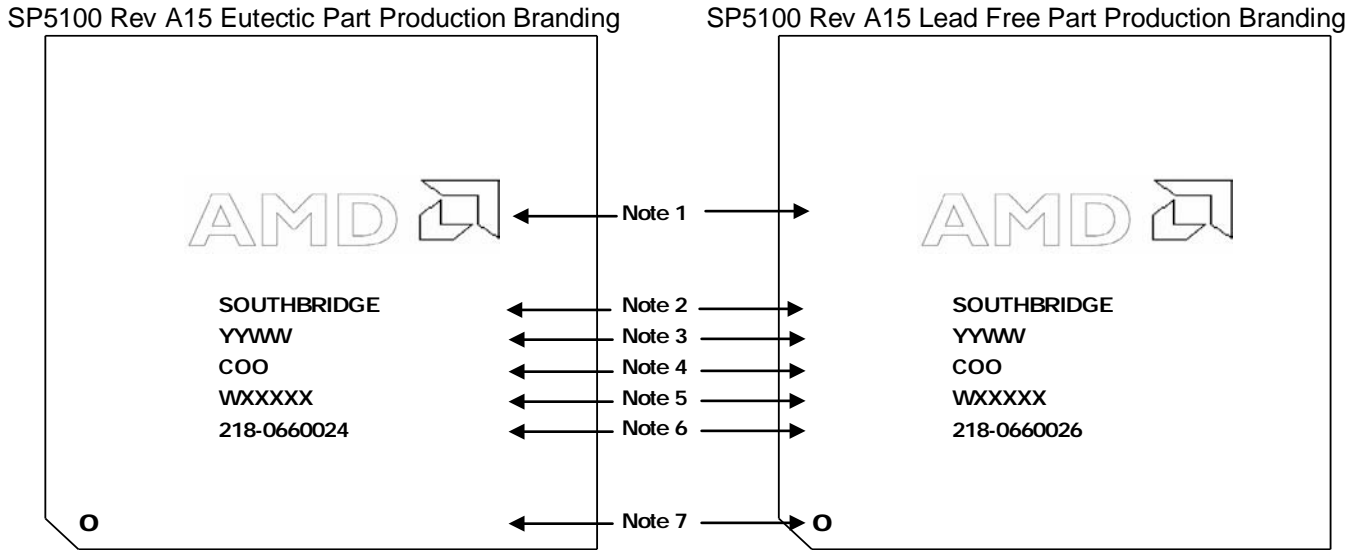 SP5100 Rev A15 Eutectic Part Production Branding
SP5100 Rev A15 Lead Free Part Production Branding
AMD
Note 1
AMD
SOUTHBRIDGE
Note 2
SOUTHBRIDGE
YYWW
Note 3
YYWW
COO
Note 4
COO
WXXXXX
Note 5
WXXXXX
218-0660024
Note 6
218-0660026
O
Note 7
O